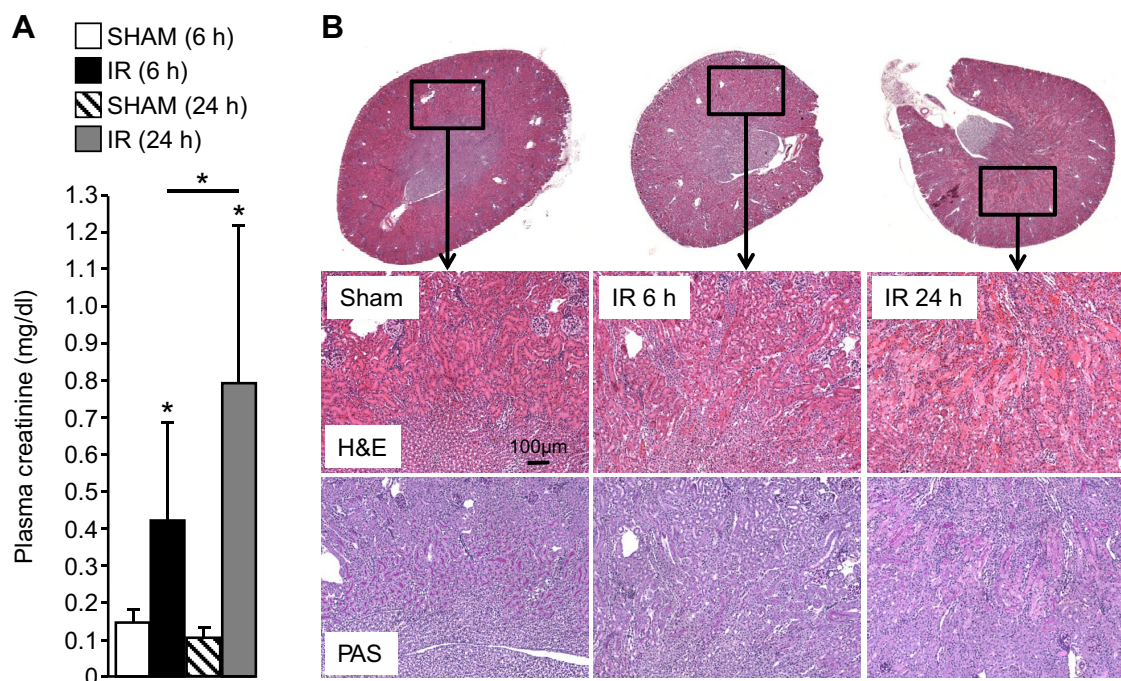 A
SHAM (6 h)
IR (6 h)
SHAM (24 h)
IR (24 h)
*
*
*
1.3
1.2
1.1
1.0
0.9
0.8
0.7
0.6
0.5
0.4
0.3
0.2
0.1
0
Plasma creatinine (mg/dl)
B
Sham
IR 6 h
IR 24 h
H&E
100µm
PAS